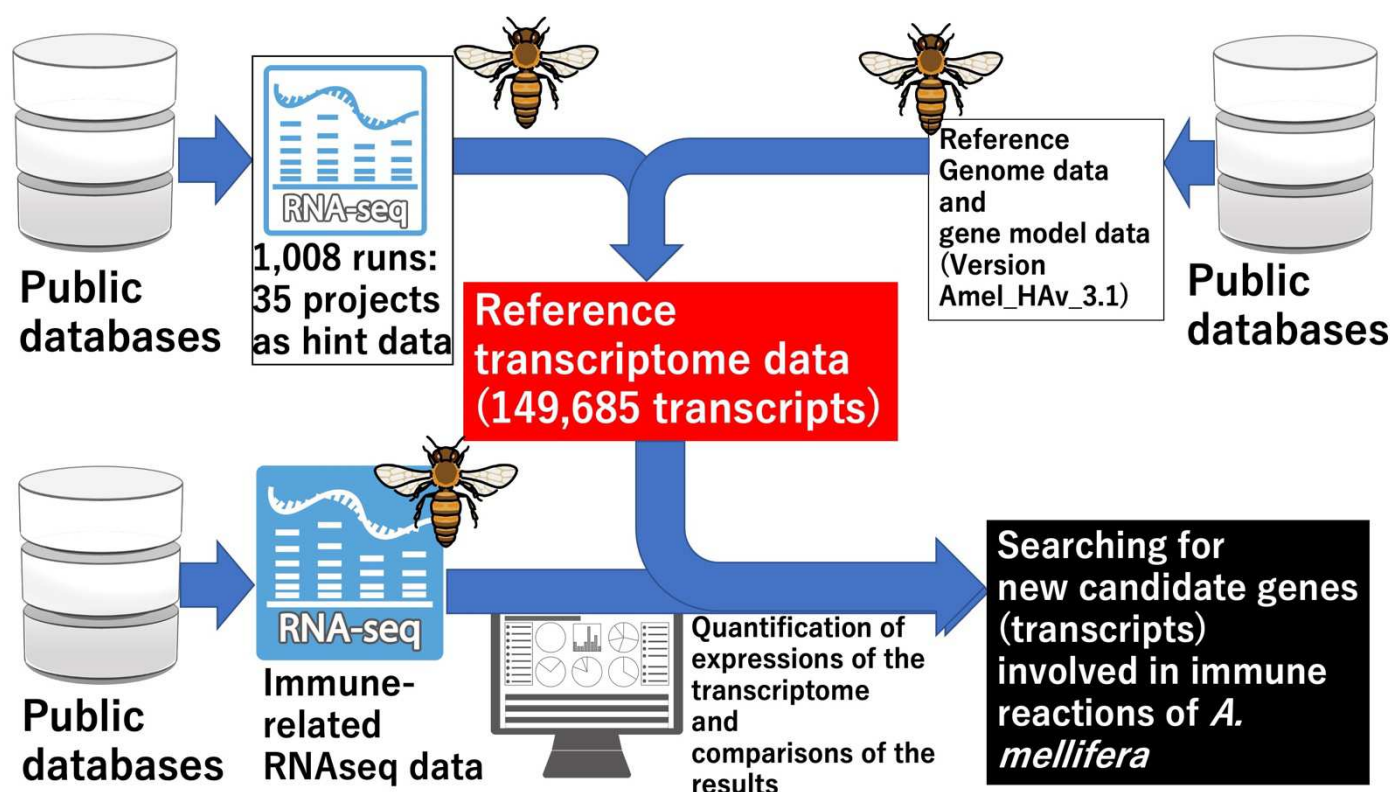 RNA-seq
1,008 runs:
35 projects
as hint data
Public
databases
Reference
Genome data
and
gene model data
(Version
Amel_HAv_3.1)
Public
databases
Reference
transcriptome data
(149,685 transcripts)
RNA-seq
Immune-
related
RNAseq data
Public
databases
Quantification of
expressions of the
transcriptome
and
comparisons of the
results
Searching for
new candidate genes
(transcripts)
involved in immune
reactions of A.
mellifera